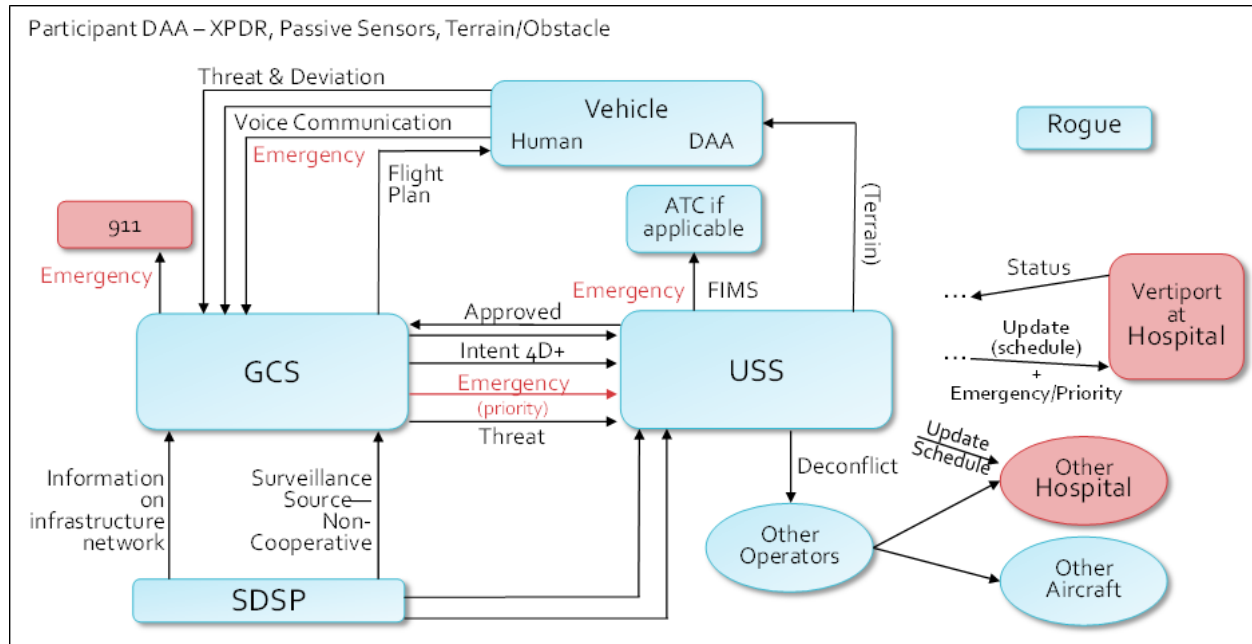 Participant DAA – XPDR, Passive Sensors, Terrain/Obstacle
Threat & Deviation
Voice Communication
Emergency
Flight
Plan
Vehicle
Human DAA
Rogue
(Terrain)
911
Emergency
ATC if
applicable
Emergency
FIMS
Status
...
Vertiport
at
Hospital
...
Update
(schedule)
+
Emergency/Priority
GCS
Approved
Intent 4D+
Emergency
(priority)
Threat
USS
Information
on
infrastructure
network
Surveillance
Source—
Non-
Cooperative
Deconflict
Update
Schedule
Other
Hospital
Other
Operators
Other
Aircraft
SDSP